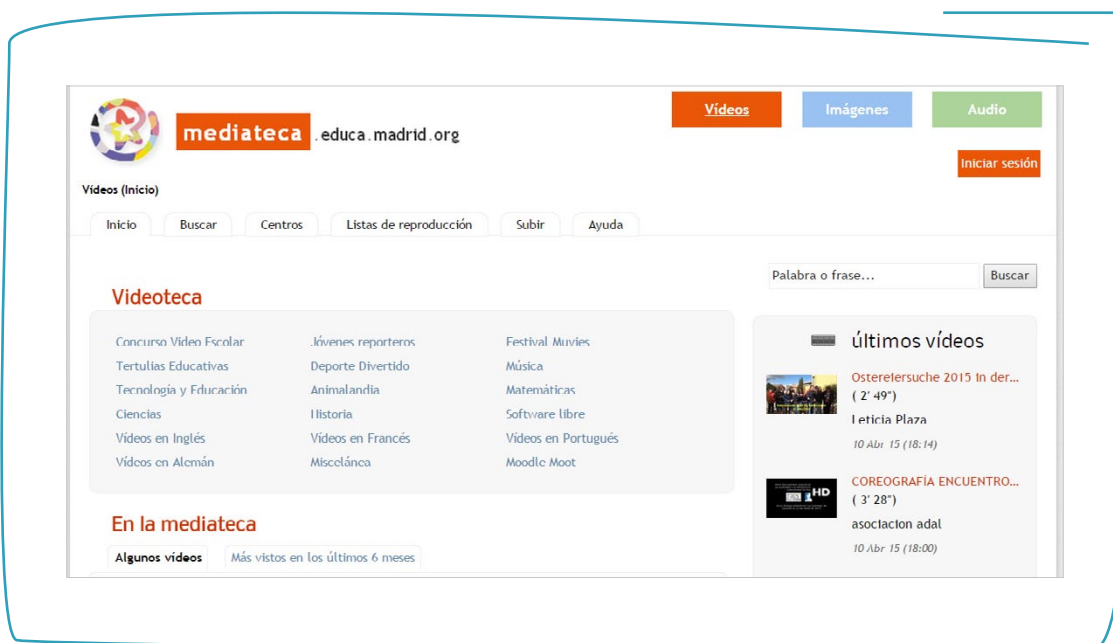 mediateca.educa.madrid.org
Vídeos
Imágenes
Audio
Iniciar sesión
Vídeos (Inicio)
Inicio Buscar Centros Listas de reproducción Subir Ayuda
Palabra o frase... Buscar
Videoteca
Concurso Video Escolar Jóvenes reporteros Festival Muvies
Tertulias Educativas Deporte Divertido Música
Tecnología y Educación Animalandia Matemáticas
Ciencias Historia Software libre
Vídeos en Inglés Vídeos en Francés Vídeos en Portugués
Vídeos en Alemán Miscelánea Moodle Moot
En la mediateca
Algunos vídeos Más vistos en los últimos 6 meses
últimos vídeos
Ostereiersuche 2015 in der...
( 2' 49")
Leticia Plaza
10 Abr 15 (18:14)
HD
COREOGRAFÍA ENCUENTRO...
( 3' 28")
asociacion adal
10 Abr 15 (18:00)